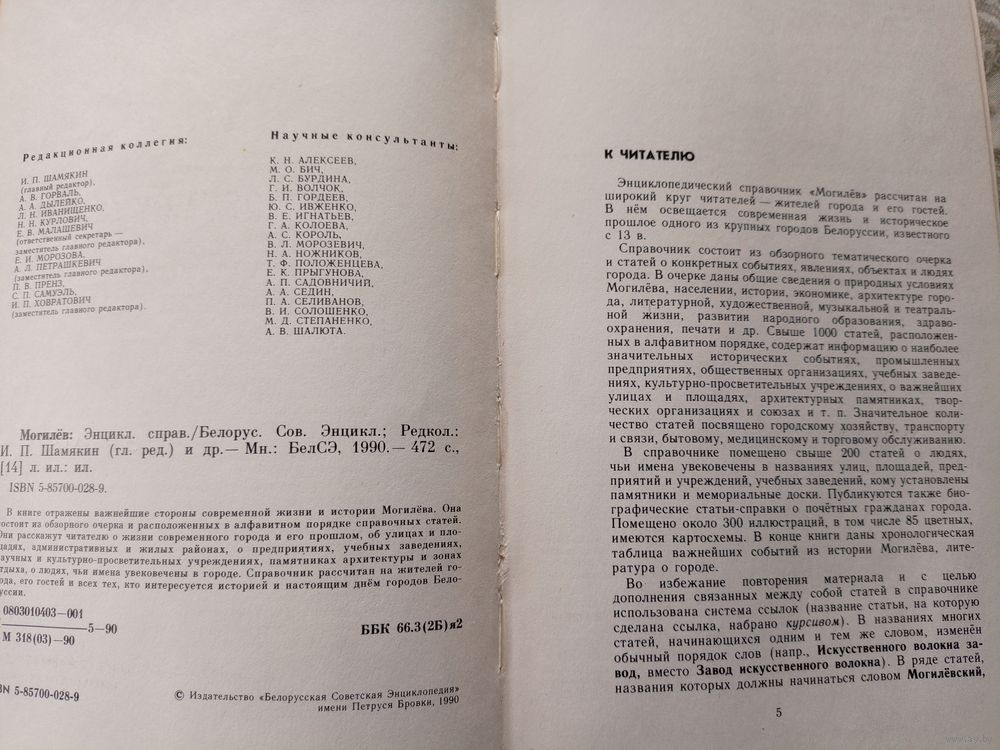 Редакционная коллегия:
И. П. ШАМЯКИН
(главный редактор),
А. В. ГОРВАЛЬ,
А. А. ДЫЛЕЙКО,
Л. Н. ИВАНИЩЕНКО,
Н. Н. КУРЛОВИЧ,
Е. В. МАЛАШЕВИЧ
(ответственный секретарь —
заместитель главного редактора),
Е. И. МОРОЗОВА,
А. Л. ПЕТРАШКЕВИЧ
(заместитель главного редактора),
П. В. ПРЕНЗ,
С. П. САМУЭЛЬ,
И. П. ХОВРАТОВИЧ
(заместитель главного редактора).
Научные консультанты:
К. Н. АЛЕКСЕЕВ,
М. О. БИЧ,
Л. С. БУРДИНА,
Г. И. ВОЛЧОК,
Б. П. ГОРДЕЕВ,
Ю. С. ИВЖЕНКО,
В. Е. ИГНАТЬЕВ,
Г. А. КОЛОЕВА,
А. С. КОРОЛЬ,
В. Л. МОРОЗЕВИЧ,
Н. А. НОЖНИКОВ,
Т. Ф. ПОЛОЖЕНЦЕВА,
Е. К. ПРЫГУНОВА,
А. П. САДОВНИЧИЙ,
А. А. СЕДИН,
П. А. СЕЛИВАНОВ,
В. И. СОЛОШЕНКО,
М. Д. СТЕПАНЕНКО,
А. В. ШАЛЮТА.
Могилёв: Энцикл. справ./Белорус. Сов. Энцикл.; Редкол.:
И. П. Шамякин (гл. ред.) и др.— Мн.: БелСЭ, 1990.— 472 с.,
[14] л. ил.: ил.
ISBN 5-85700-028-9.
В книге отражены важнейшие стороны современной жизни и истории Могилёва. Она
состоит из обзорного очерка и расположенных в алфавитном порядке справочных статей.
Они расскажут читателю о жизни современного города и его прошлом, об улицах и пло-
щадях, административных и жилых районах, о предприятиях, учебных заведениях,
научных и культурно-просветительных учреждениях, памятниках архитектуры и зонах
отдыха, о людях, чьи имена увековечены в городе. Справочник рассчитан на жителей го-
рода, его гостей и всех тех, кто интересуется историей и настоящим днём городов Бело-
руссии.
0803010403—001
5—90
М 318(03)—90
ББК 66.3(2Б)я2
BN 5-85700-028-9
© Издательство «Белорусская Советская Энциклопедия»
имени Петруся Бровки, 1990
К ЧИТАТЕЛЮ
Энциклопедический справочник «Могилёв» рассчитан на
широкий круг читателей — жителей города и его гостей.
В нём освещается современная жизнь и историческое
прошлое одного из крупных городов Белоруссии, известного
с 13 в.
Справочник состоит из обзорного тематического очерка
и статей о конкретных событиях, явлениях, объектах и людях
города. В очерке даны общие сведения о природных условиях
Могилёва, населении, истории, экономике, архитектуре горо-
да, литературной, художественной, музыкальной и театраль-
ной жизни, развитии народного образования, здраво-
охранения, печати и др. Свыше 1000 статей, расположен-
ных в алфавитном порядке, содержат информацию о наиболее
значительных исторических событиях, промышленных
предприятиях, общественных организациях, учебных заведе-
ниях, культурно-просветительных учреждениях, о важнейших
улицах и площадях, архитектурных памятниках, твор-
ческих организациях и союзах и т. п. Значительное коли-
чество статей посвящено городскому хозяйству, транспорту
и связи, бытовому, медицинскому и торговому обслуживанию.
В справочнике помещено свыше 200 статей о людях,
чьи имена увековечены в названиях улиц, площадей, пред-
приятий и учреждений, учебных заведений, кому установлены
памятники и мемориальные доски. Публикуются также био-
графические статьи-справки о почётных гражданах города.
Помещено около 300 иллюстраций, в том числе 85 цветных,
имеются картосхемы. В конце книги даны хронологическая
таблица важнейших событий из истории Могилёва, лите-
ратура о городе.
Во избежание повторения материала и с целью
дополнения связанных между собой статей в справочнике
использована система ссылок (название статьи, на которую
сделана ссылка, набрано курсивом). В названиях многих
статей, начинающихся одним и тем же словом, изменён
обычный порядок слов (напр., Искусственного волокна за-
вод, вместо Завод искусственного волокна). В ряде статей,
названия которых должны начинаться словом Могилёвский,
5